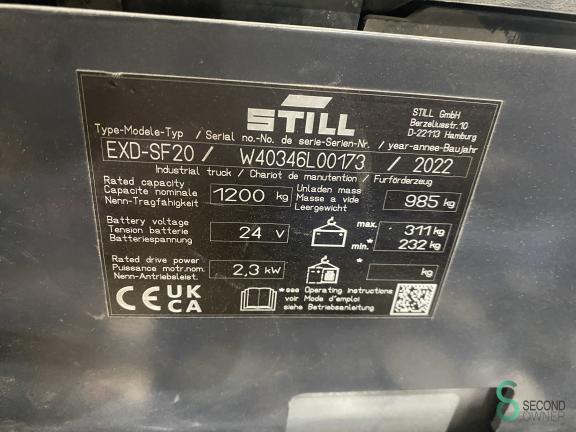 STILL
STILL GmbH
Berzeliusstr.10
D-22113 Hamburg
Type-Modele-Typ / Serial no.-No. de serie-Serien-Nr. / year-annee-Baujahr
EXD-SF20 / W40346L00173 / 2022
Industrial truck / Chariot de manutention / Furförderzeug
Rated capacity
Capacite nominale
Nenn-Tragfähigkeit
1200 kg
Unladen mass
Masse a vide
Leergewicht
985 kg
Battery voltage
Tension batterie
Batteriespannung
24 V
max. 311 kg
min.* 232 kg
Rated drive power
Puissance motr.nom.
Nenn-Antriebsleist.
2,3 kW
* kg
CE UK
CA
*see Operating Instructions
voir Mode d'emploi
siehe Betriebsanleitung
SECOND
OWNER